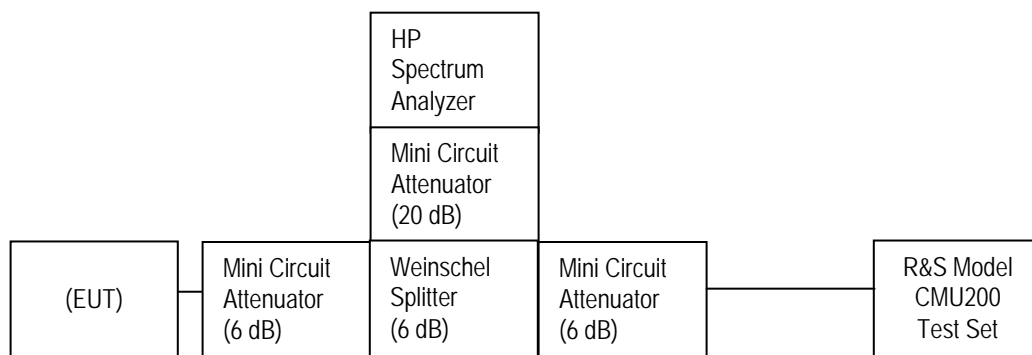 HP
Spectrum
Analyzer
Mini Circuit
Attenuator
(20 dB)
(EUT)
Mini Circuit
Attenuator
(6 dB)
Weinschel
Splitter
(6 dB)
Mini Circuit
Attenuator
(6 dB)
R&S Model
CMU200
Test Set